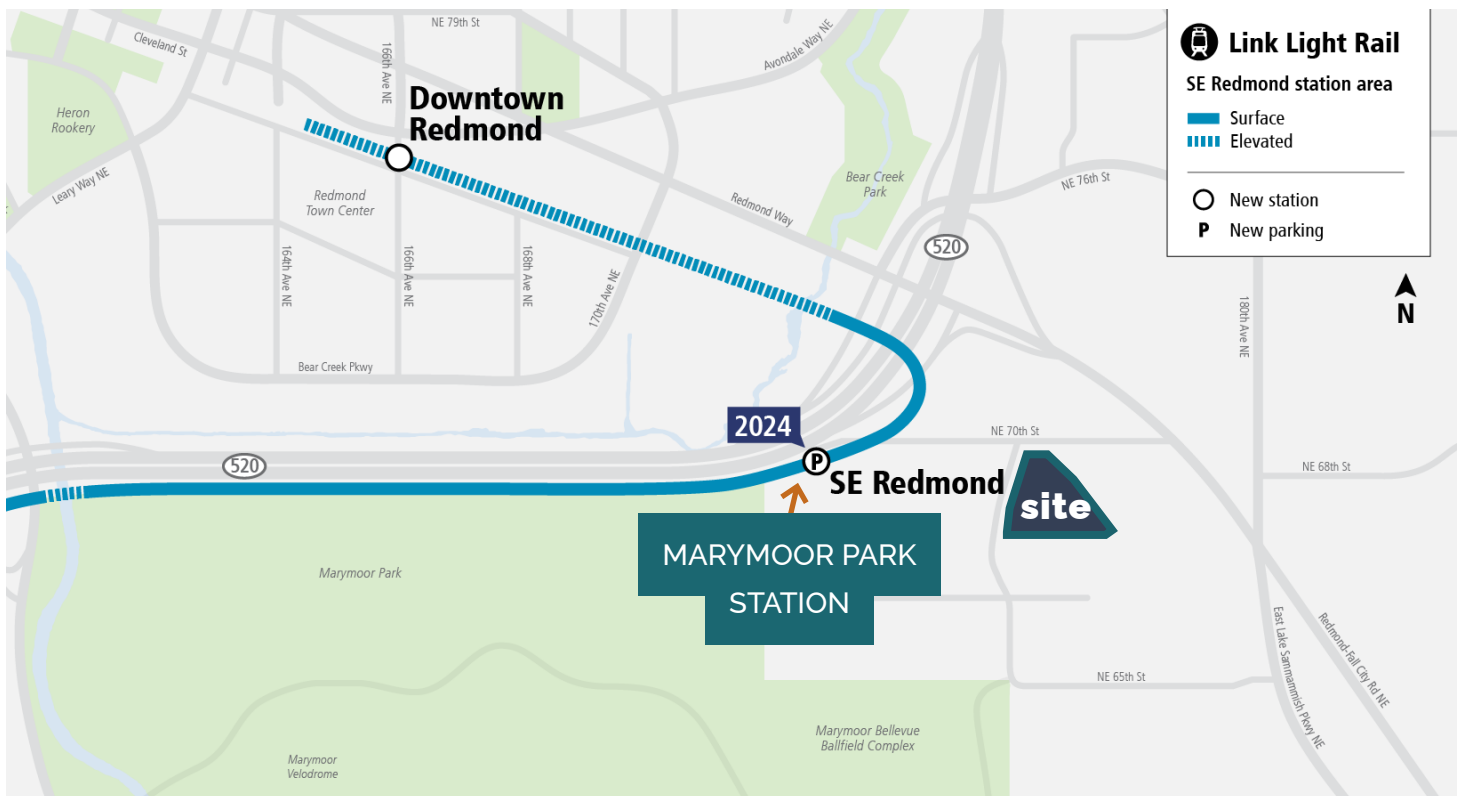 NE 79th St
Cleveland St
166th Ave NE
Avondale Way NE
Link Light Rail
SE Redmond station area
Surface
Elevated
New station
P New parking
N
Downtown
Redmond
Heron
Rookery
Leary Way NE
Redmond
Town Center
Bear Creek
Park
Redmond Way
NE 76th St
520
164th Ave NE
166th Ave NE
168th Ave NE
170th Ave NE
180th Ave NE
Bear Creek Pkwy
2024
P
SE Redmond
NE 70th St
520
NE 68th St
site
MARYMOOR PARK
STATION
Marymoor Park
East Lake Sammammish Pkwy NE
Redmond-Fall City Rd NE
NE 65th St
Marymoor Bellevue
Ballfield Complex
Marymoor
Velodrome